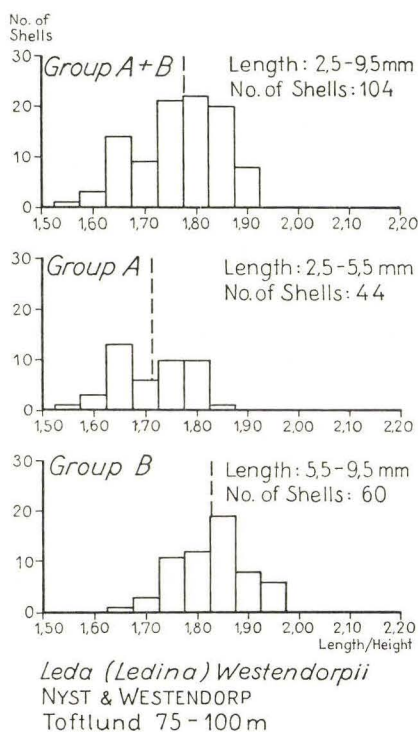 No. of
Shells
30
Group A+B
Length: 2,5-9,5mm
No. of Shells: 104
20
10
0
1,50 1,60 1,70 1,80 1,90 2,00 2,10 2,20
30
Group A
Length: 2,5-5,5 mm
No. of Shells: 44
20
10
0
1,50 1,60 1,70 1,80 1,90 2,00 2,10 2,20
30
Group B
Length: 5,5-9,5 mm
No. of Shells: 60
20
10
0
1,50 1,60 1,70 1,80 1,90 2,00 2,10 2,20
Length/Height
Leda (Ledina) Westendorpii
NYST & WESTENDORP
Toftlund 75-100m